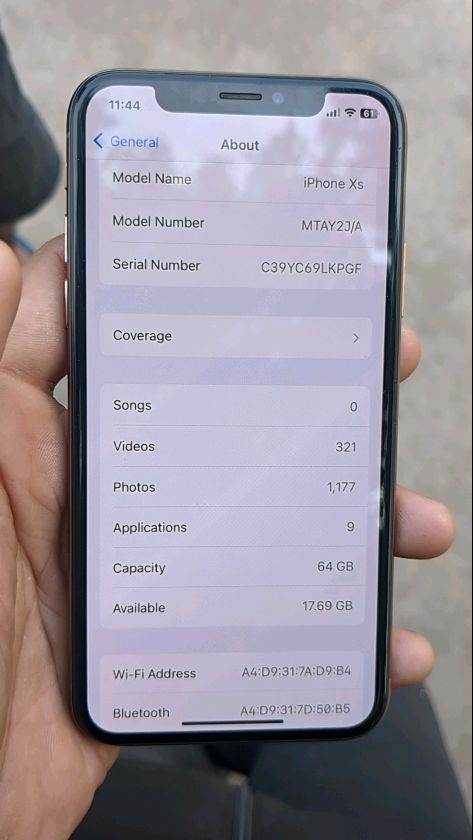 11:44 61
General About
Model Name iPhone Xs
Model Number MTAY2J/A
Serial Number C39YC69LKPGF
Coverage
Songs 0
Videos 321
Photos 1,177
Applications 9
Capacity 64 GB
Available 17.69 GB
Wi-Fi Address A4:D9:31:7A:D9:B4
Bluetooth A4:D9:31:7D:50:B5